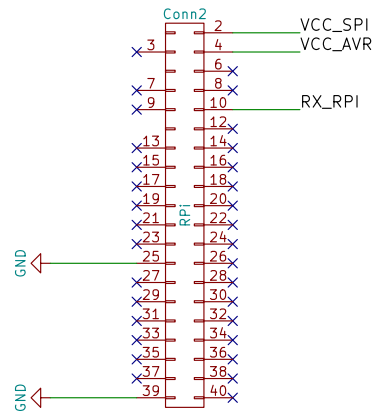 Conn2
2 VCC_SPI
3 4 VCC_AVR
6
7 8
9 10 RX_RPI
12
13 14
15 16
17 18
19 20
RPi
21 22
23 24
GND 25 26
27 28
29 30
31 32
33 34
35 36
37 38
GND 39 40